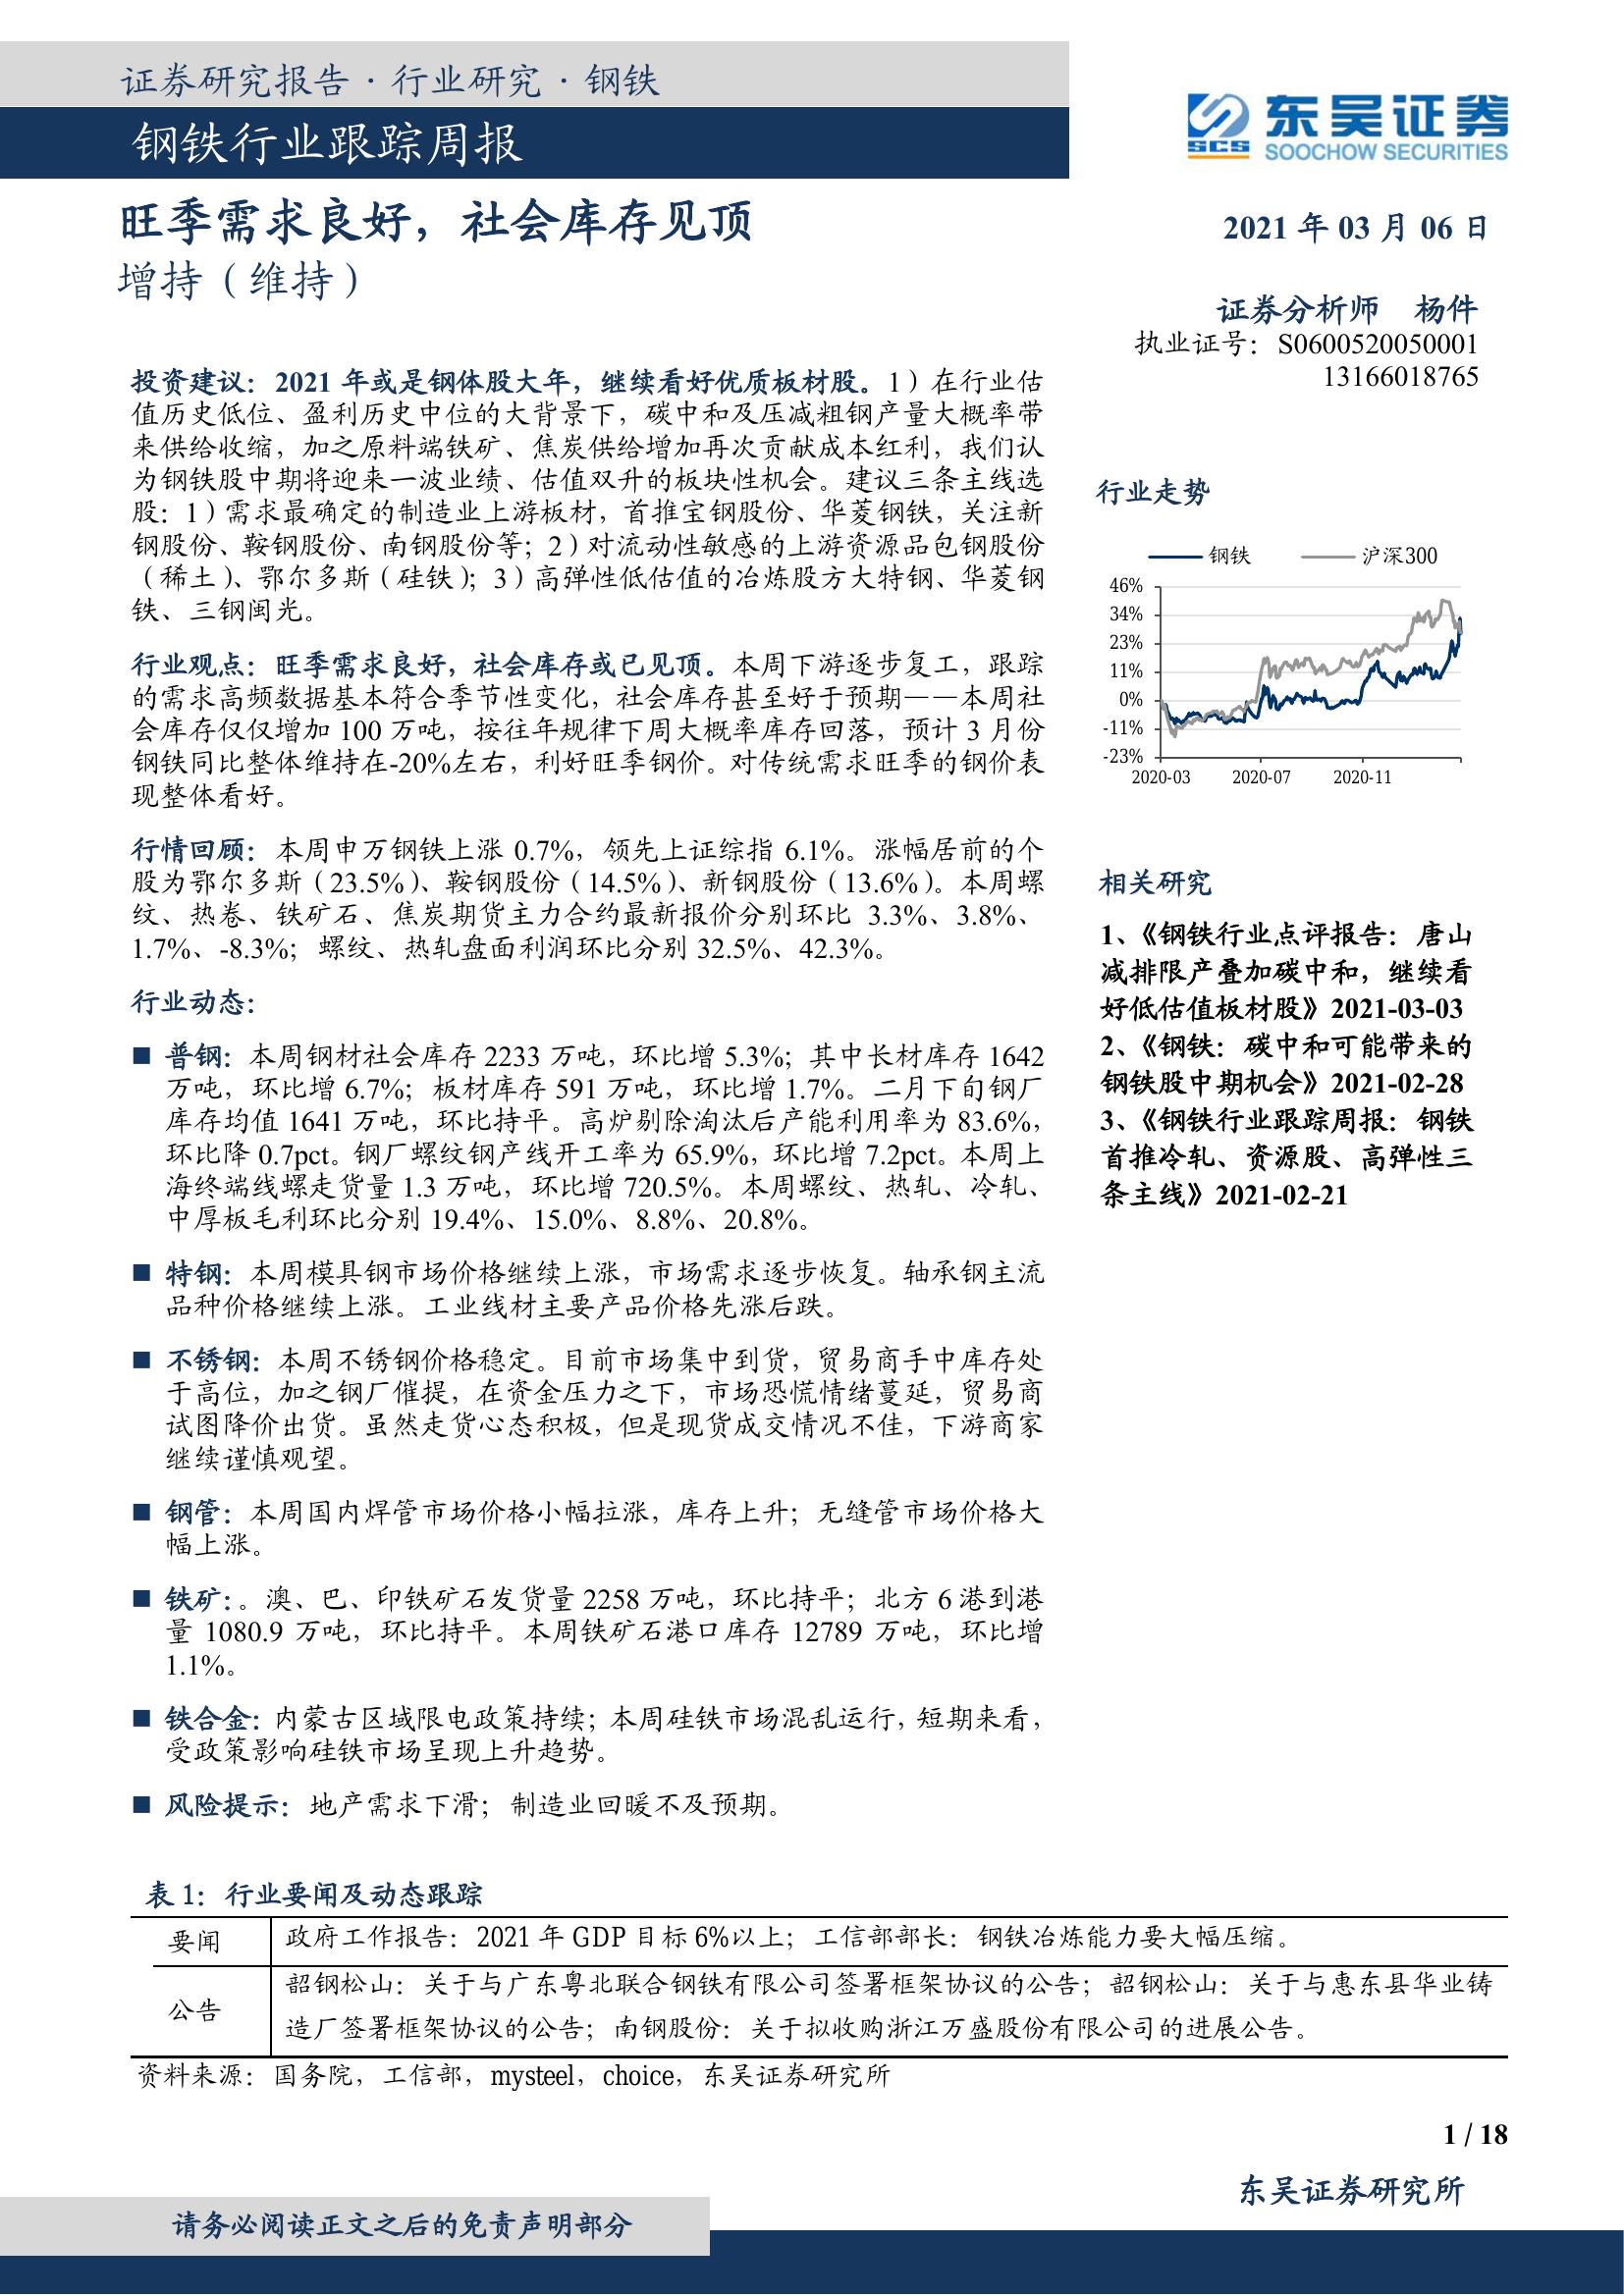 证券研究报告 · 行业研究 · 钢铁
钢铁行业跟踪周报
东吴证券
SCS
SOOCHOW SECURITIES
旺季需求良好，社会库存见顶
增持（维持）
2021 年 03 月 06 日
证券分析师 杨件
执业证号：S0600520050001
13166018765
投资建议：2021 年或是钢体股大年，继续看好优质板材股。1）在行业估
值历史低位、盈利历史中位的大背景下，碳中和及压减粗钢产量大概率带
来供给收缩，加之原料端铁矿、焦炭供给增加再次贡献成本红利，我们认
为钢铁股中期将迎来一波业绩、估值双升的板块性机会。建议三条主线选
股：1）需求最确定的制造业上游板材，首推宝钢股份、华菱钢铁，关注新
钢股份、鞍钢股份、南钢股份等；2）对流动性敏感的上游资源品包钢股份
（稀土）、鄂尔多斯（硅铁）；3）高弹性低估值的冶炼股方大特钢、华菱钢
铁、三钢闽光。
行业观点：旺季需求良好，社会库存或已见顶。本周下游逐步复工，跟踪
的需求高频数据基本符合季节性变化，社会库存甚至好于预期——本周社
会库存仅仅增加 100 万吨，按往年规律下周大概率库存回落，预计 3 月份
钢铁同比整体维持在-20%左右，利好旺季钢价。对传统需求旺季的钢价表
现整体看好。
行情回顾：本周申万钢铁上涨 0.7%，领先上证综指 6.1%。涨幅居前的个
股为鄂尔多斯（23.5%）、鞍钢股份（14.5%）、新钢股份（13.6%）。本周螺
纹、热卷、铁矿石、焦炭期货主力合约最新报价分别环比 3.3%、3.8%、
1.7%、-8.3%；螺纹、热轧盘面利润环比分别 32.5%、42.3%。
行业动态：
■ 普钢：本周钢材社会库存 2233 万吨，环比增 5.3%；其中长材库存 1642
万吨，环比增 6.7%；板材库存 591 万吨，环比增 1.7%。二月下旬钢厂
库存均值 1641 万吨，环比持平。高炉剔除淘汰后产能利用率为 83.6%，
环比降 0.7pct。钢厂螺纹钢产线开工率为 65.9%，环比增 7.2pct。本周上
海终端线螺走货量 1.3 万吨，环比增 720.5%。本周螺纹、热轧、冷轧、
中厚板毛利环比分别 19.4%、15.0%、8.8%、20.8%。
■ 特钢：本周模具钢市场价格继续上涨，市场需求逐步恢复。轴承钢主流
品种价格继续上涨。工业线材主要产品价格先涨后跌。
■ 不锈钢：本周不锈钢价格稳定。目前市场集中到货，贸易商手中库存处
于高位，加之钢厂催提，在资金压力之下，市场恐慌情绪蔓延，贸易商
试图降价出货。虽然走货心态积极，但是现货成交情况不佳，下游商家
继续谨慎观望。
■ 钢管：本周国内焊管市场价格小幅拉涨，库存上升；无缝管市场价格大
幅上涨。
■ 铁矿：。澳、巴、印铁矿石发货量 2258 万吨，环比持平；北方 6 港到港
量 1080.9 万吨，环比持平。本周铁矿石港口库存 12789 万吨，环比增
1.1%。
■ 铁合金：内蒙古区域限电政策持续；本周硅铁市场混乱运行，短期来看，
受政策影响硅铁市场呈现上升趋势。
■ 风险提示：地产需求下滑；制造业回暖不及预期。
行业走势
钢铁 沪深300
46%
34%
23%
11%
0%
-11%
-23%
2020-03 2020-07 2020-11
相关研究
1、《钢铁行业点评报告：唐山
减排限产叠加碳中和，继续看
好低估值板材股》2021-03-03
2、《钢铁：碳中和可能带来的
钢铁股中期机会》2021-02-28
3、《钢铁行业跟踪周报：钢铁
首推冷轧、资源股、高弹性三
条主线》2021-02-21
表 1：行业要闻及动态跟踪
要闻 政府工作报告：2021 年 GDP 目标 6%以上；工信部部长：钢铁冶炼能力要大幅压缩。
公告 韶钢松山：关于与广东粤北联合钢铁有限公司签署框架协议的公告；韶钢松山：关于与惠东县华业铸
造厂签署框架协议的公告；南钢股份：关于拟收购浙江万盛股份有限公司的进展公告。
资料来源：国务院，工信部，mysteel，choice，东吴证券研究所
1 / 18
东吴证券研究所
请务必阅读正文之后的免责声明部分